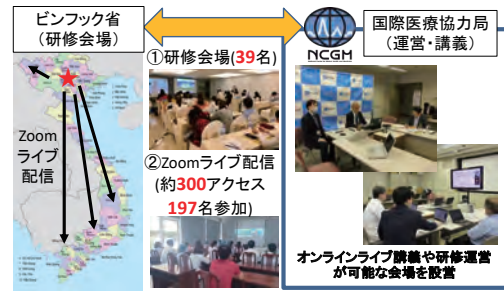 ビンフック省
（研修会場）
Zoom
ライブ
配信
①研修会場(39名)
②Zoomライブ配信
(約300アクセス
197名参加)
NCGM
国際医療協力局
（運営・講義）
オンラインライブ講義や研修運営
が可能な会場を設営